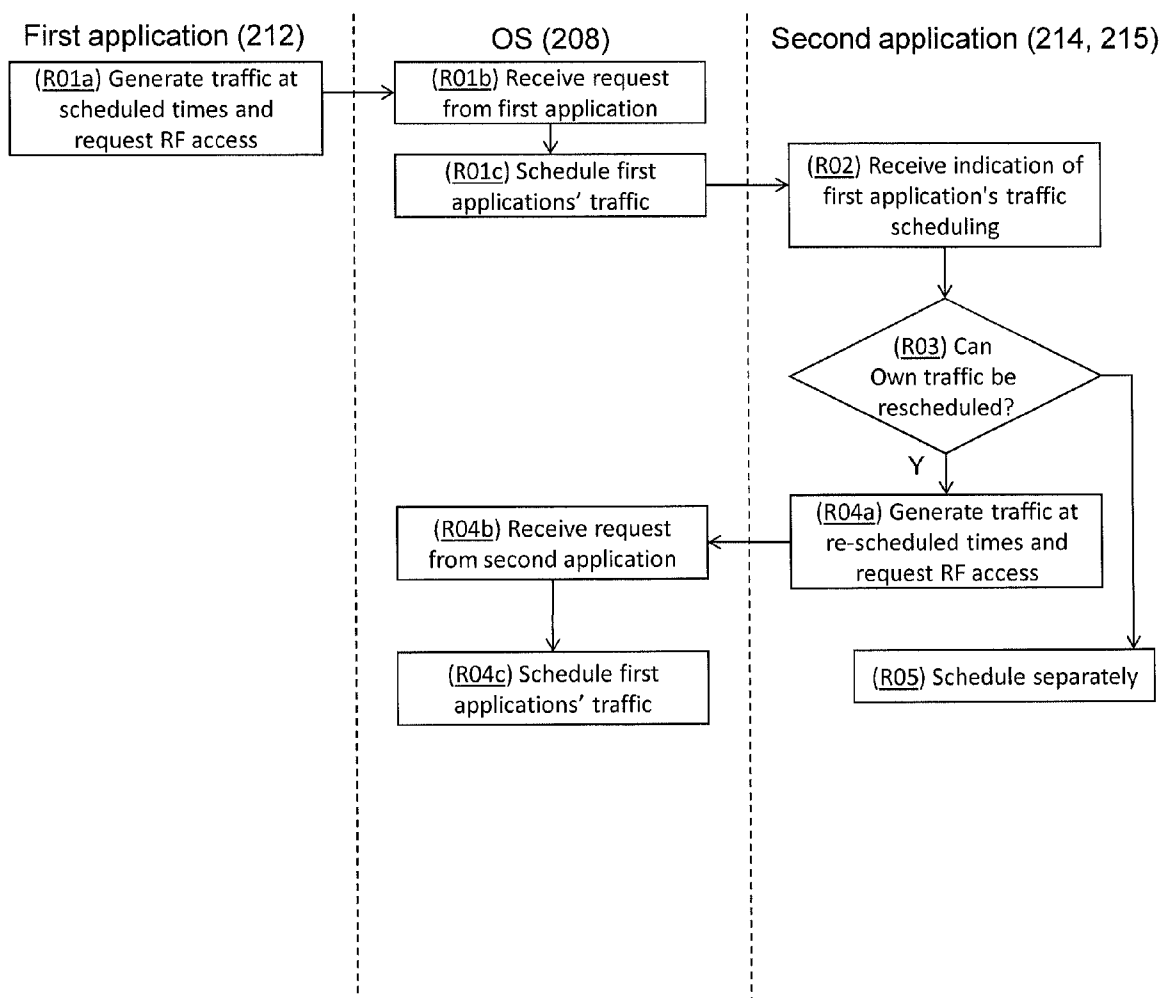 First application (212)
OS (208)
Second application (214, 215)
(R01a) Generate traffic at
scheduled times and
request RF access
(R01b) Receive request
from first application
(R01c) Schedule first
applications’ traffic
(R02) Receive indication of
first application's traffic
scheduling
(R03) Can
Own traffic be
rescheduled?
Y
(R04a) Generate traffic at
re-scheduled times and
request RF access
(R04b) Receive request
from second application
(R04c) Schedule first
applications’ traffic
(R05) Schedule separately